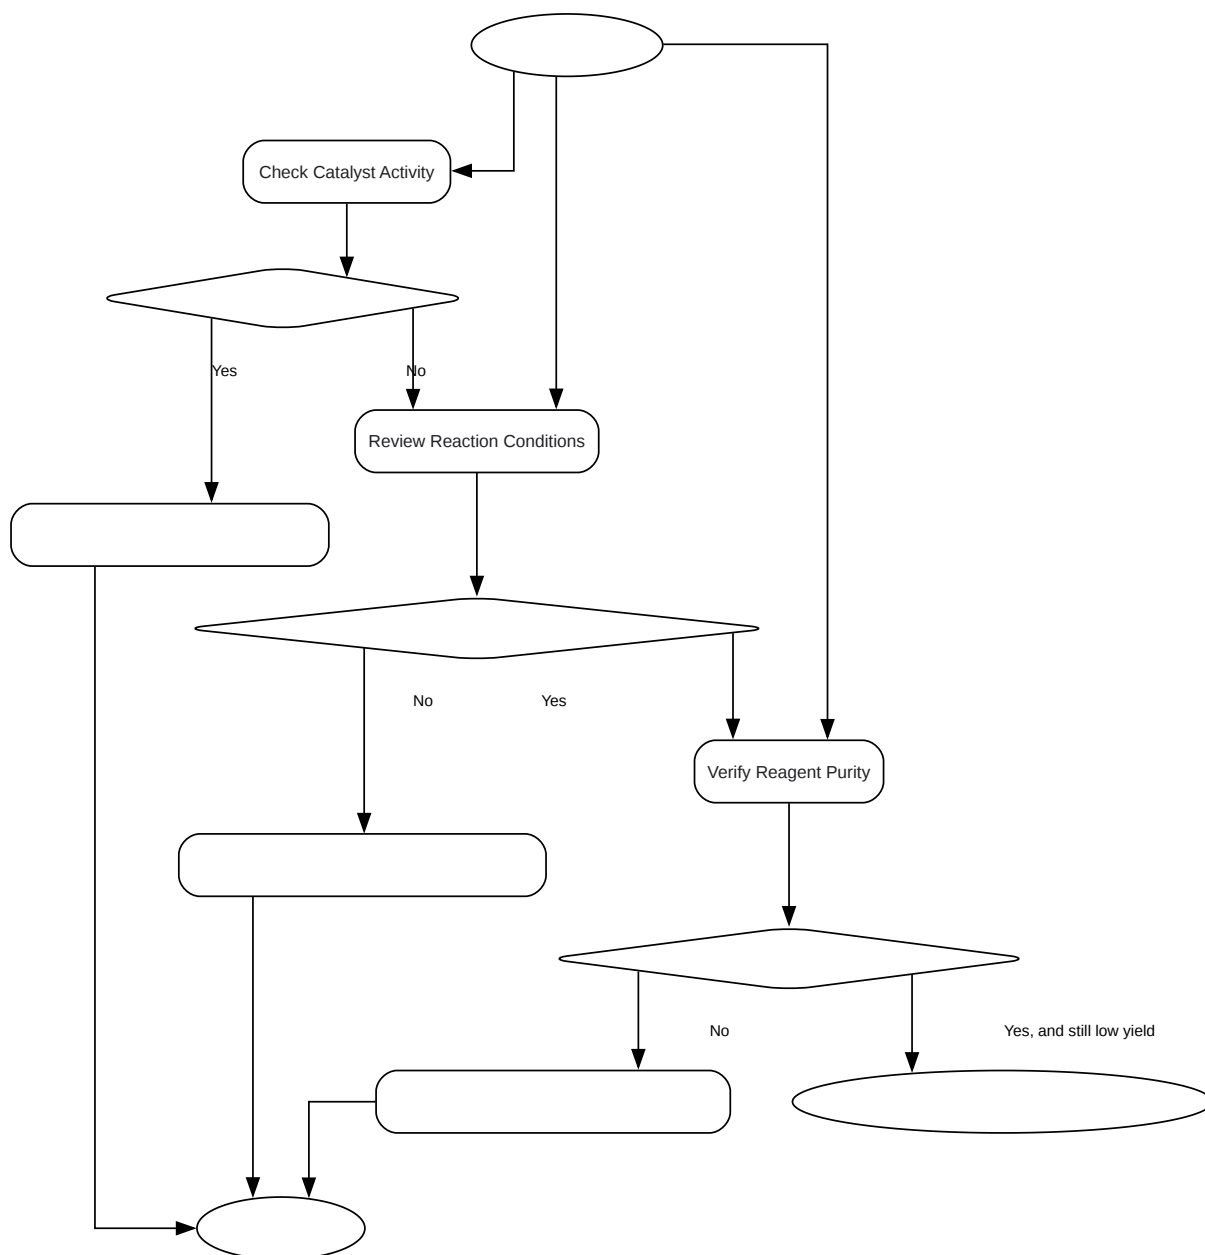 Check Catalyst Activity
Yes
No
Review Reaction Conditions
No
Yes
Verify Reagent Purity
No
Yes, and still low yield